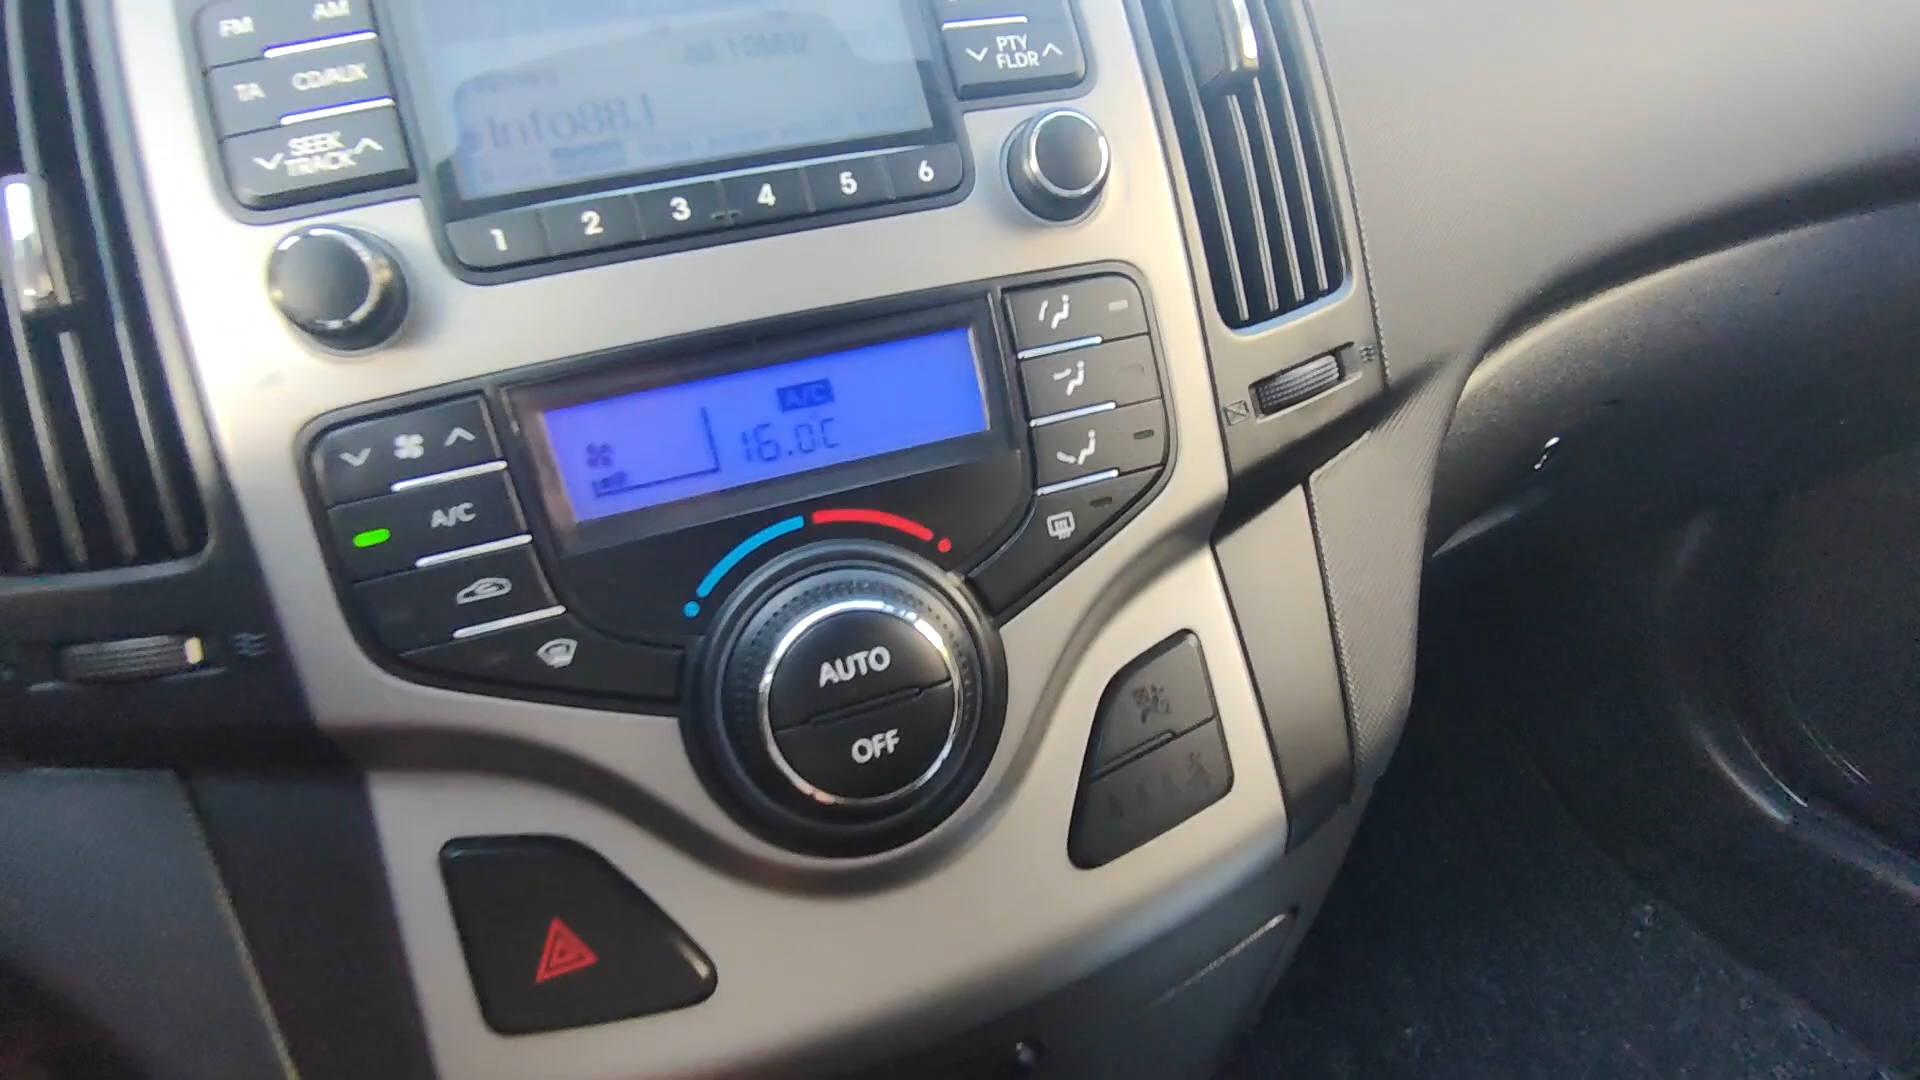 FM
AM
TA
CD/AUX
SEEK
TRACK
PTY
FLDR
Info88.1
1 2 3 4 5 6
A/C
16.0C
A/C
AUTO
OFF